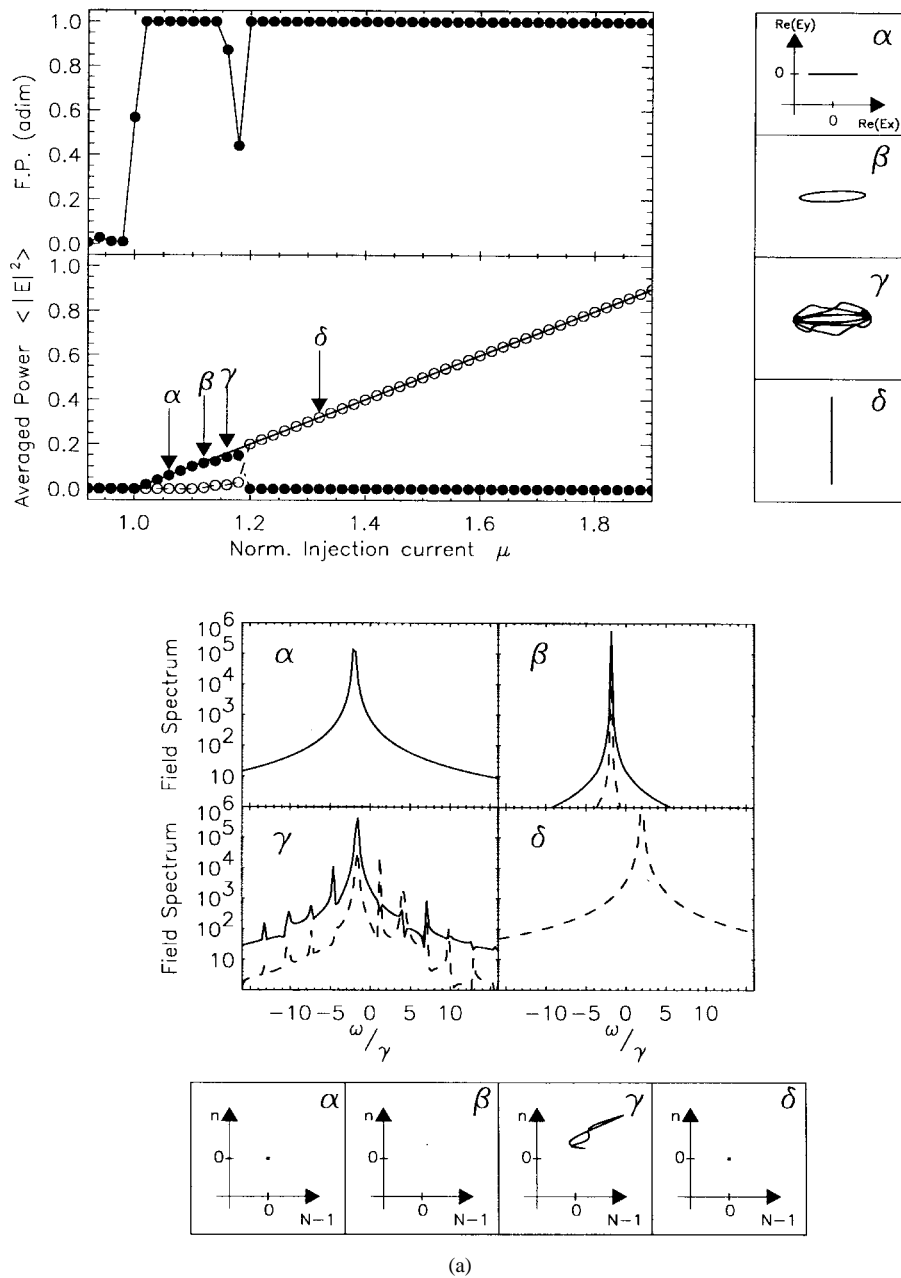 F.P. (adim)
1.0
0.8
0.6
0.4
0.2
0.0
Averaged Power < |E|² >
1.0
0.8
0.6
0.4
0.2
0.0
α
β
γ
δ
1.0 1.2 1.4 1.6 1.8
Norm. Injection current μ
Re(Ey)
α
0
0
Re(Ex)
β
γ
δ
Field Spectrum
10⁶
10⁵
10⁴
10³
10²
10
α
β
Field Spectrum
10⁶
10⁵
10⁴
10³
10²
10
γ
δ
−10 −5 0 5 10
ω/γ
−10 −5 0 5 10
ω/γ
α
n
0
0
N−1
β
n
0
0
N−1
γ
n
0
0
N−1
δ
n
0
0
N−1
(a)